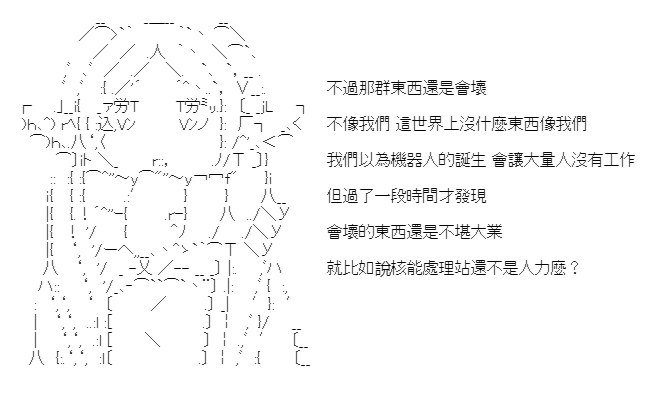 不過那群東西還是會壞
不像我們 這世界上沒什麼東西像我們
我們以為機器人的誕生 會讓大量人沒有工作
但過了一段時間才發現
會壞的東西還是不堪大業
就比如說核能處理站還不是人力麼？